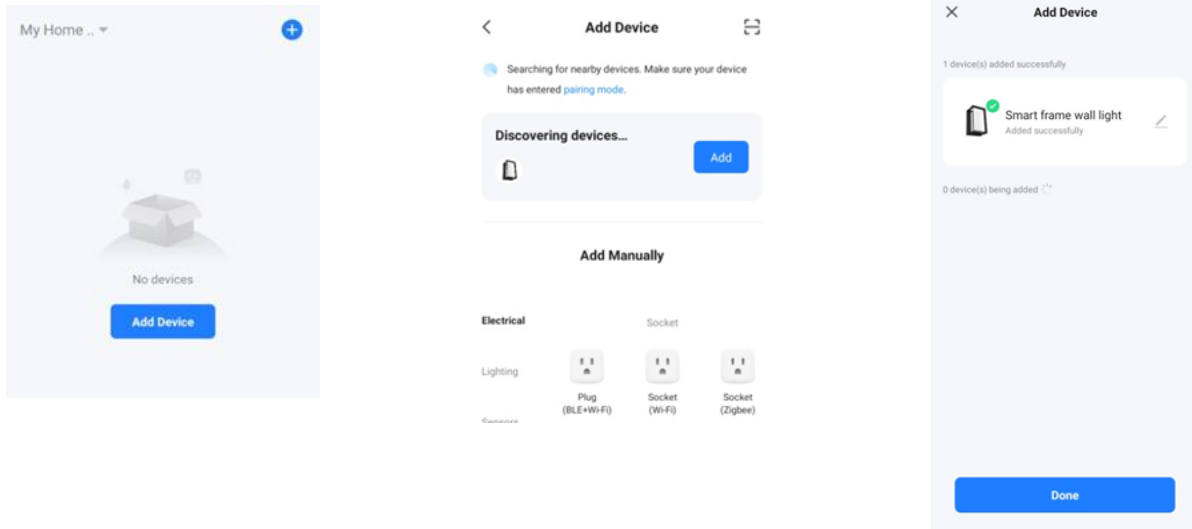 My Home ..
No devices
Add Device
Add Device
Searching for nearby devices. Make sure your device
has entered pairing mode.
Discovering devices...
Add
Add Manually
Electrical
Socket
Lighting
Plug
(BLE+Wi-Fi)
Socket
(Wi-Fi)
Socket
(Zigbee)
Sensors
Add Device
1 device(s) added successfully
Smart frame wall light
Added successfully
0 device(s) being added
Done